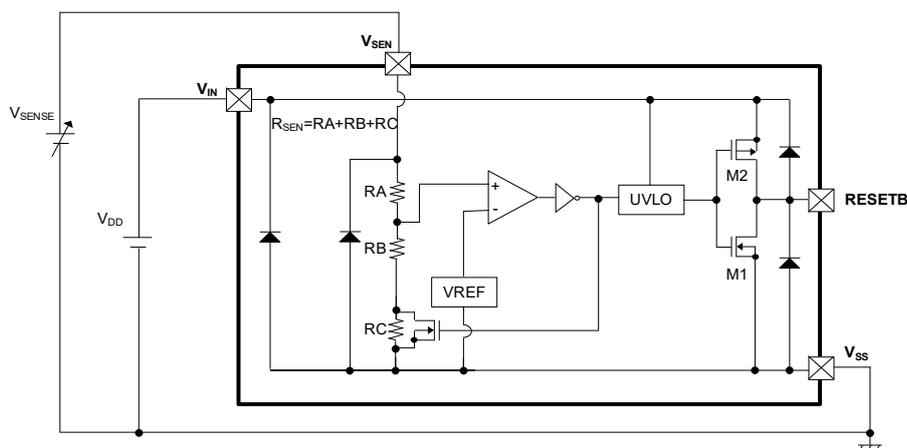 V_SEN
V_IN
V_SENSE
R_SEN=RA+RB+RC
RA
+
M2
UVLO
RESETB
V_DD
-
RB
M1
VREF
RC
V_SS